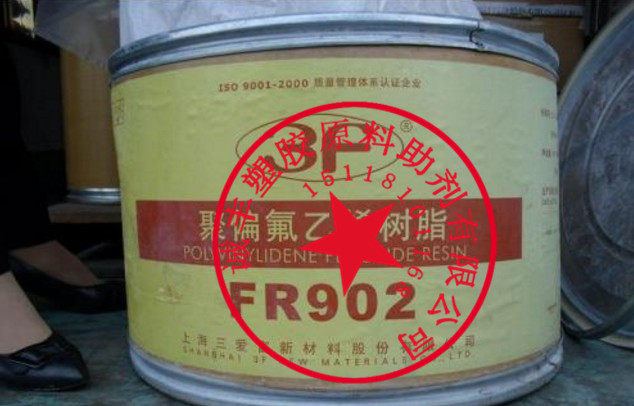 ISO 9001-2000 质量管理体系认证企业
3F®
聚偏氟乙烯树脂
POLYVINYLIDENE FLUORIDE RESIN
FR902
上海三爱富新材料股份有限公司
SHANGHAI 3F NEW MATERIALS CO., LTD.
丰塑胶原料助剂有限公司